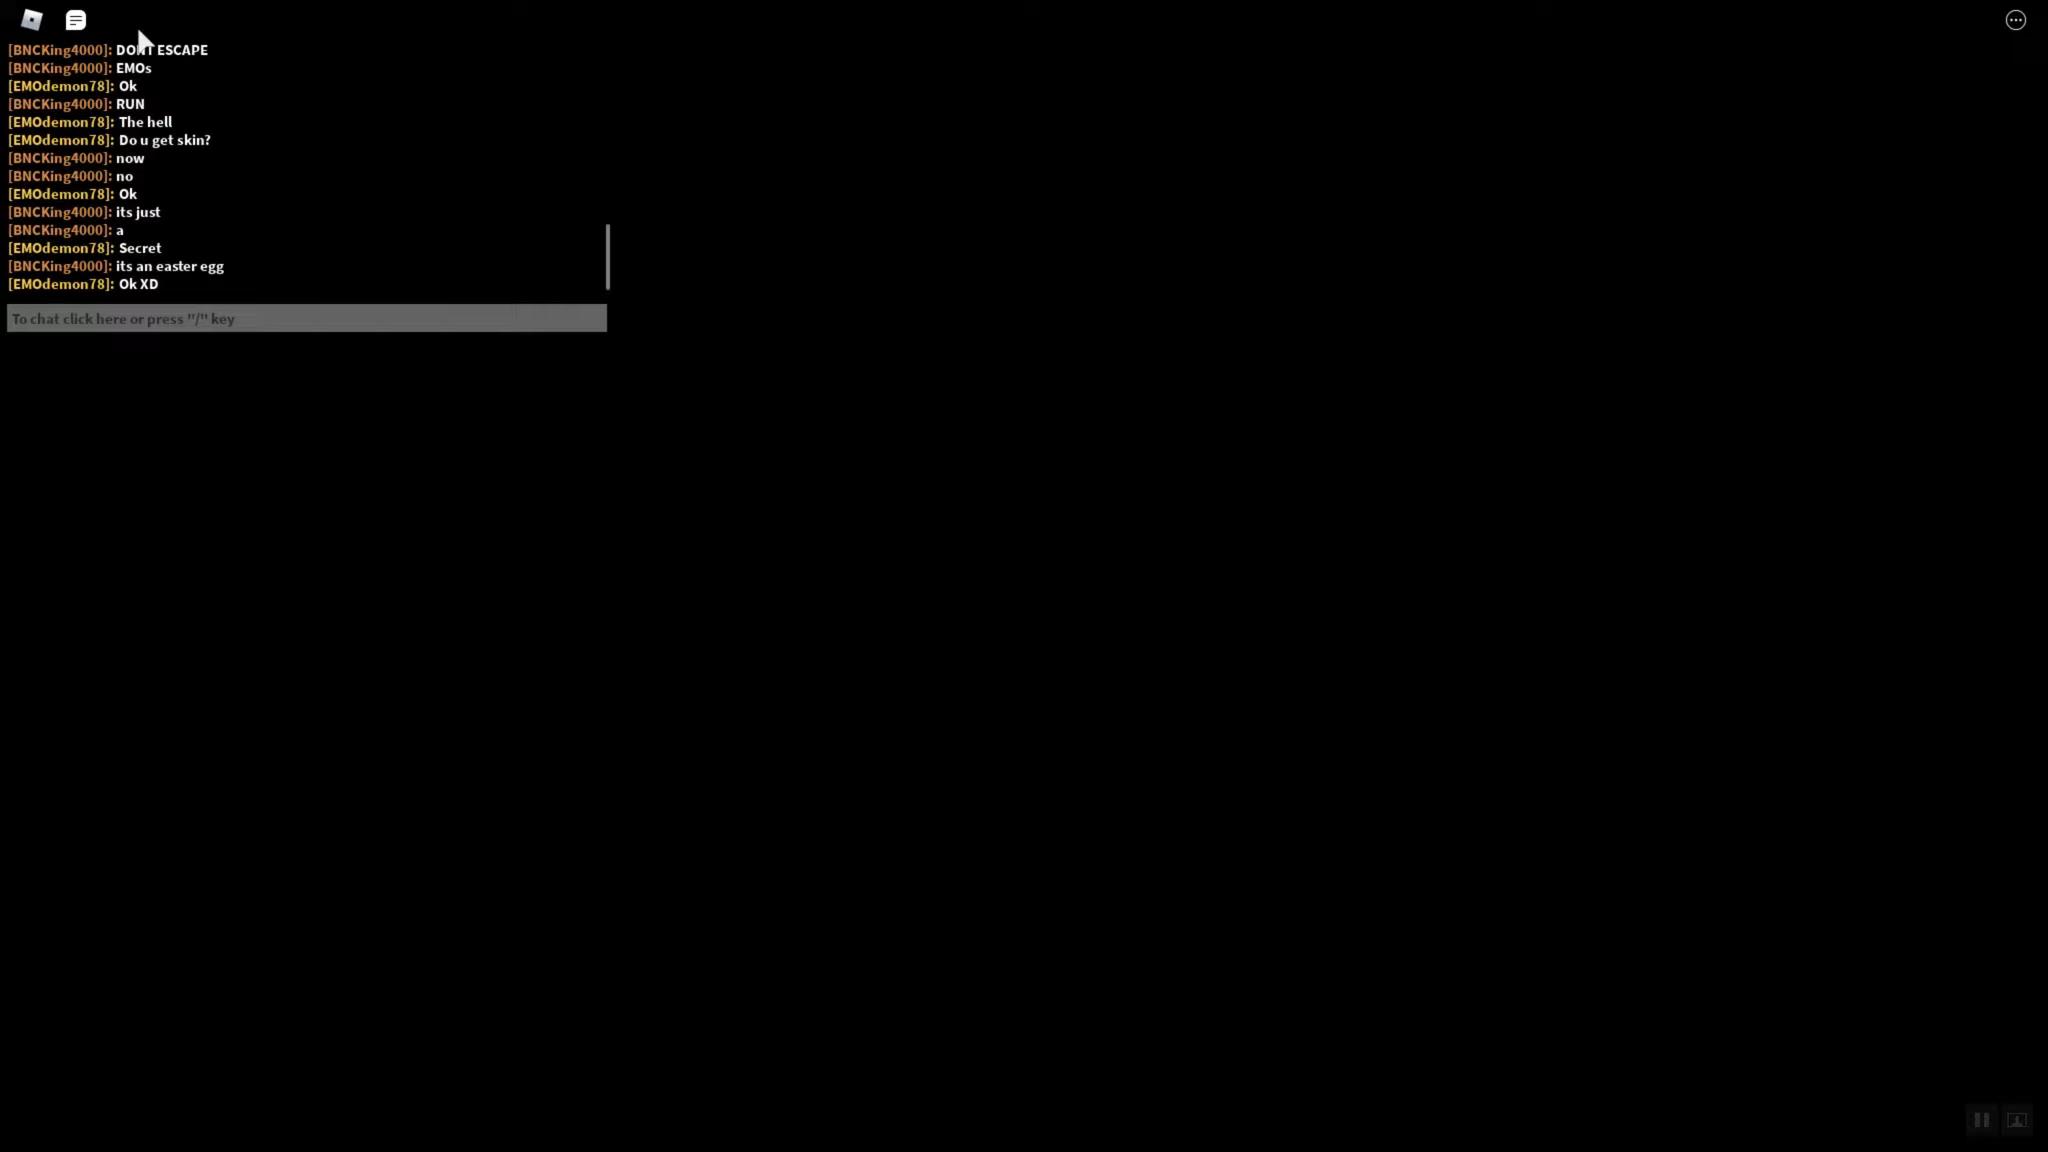 [BNCKing4000]: DONT ESCAPE
[BNCKing4000]: EMOs
[EMOdemon78]: Ok
[BNCKing4000]: RUN
[EMOdemon78]: The hell
[EMOdemon78]: Do u get skin?
[BNCKing4000]: now
[BNCKing4000]: no
[EMOdemon78]: Ok
[BNCKing4000]: its just
[BNCKing4000]: a
[EMOdemon78]: Secret
[BNCKing4000]: its an easter egg
[EMOdemon78]: Ok XD
To chat click here or press "/" key